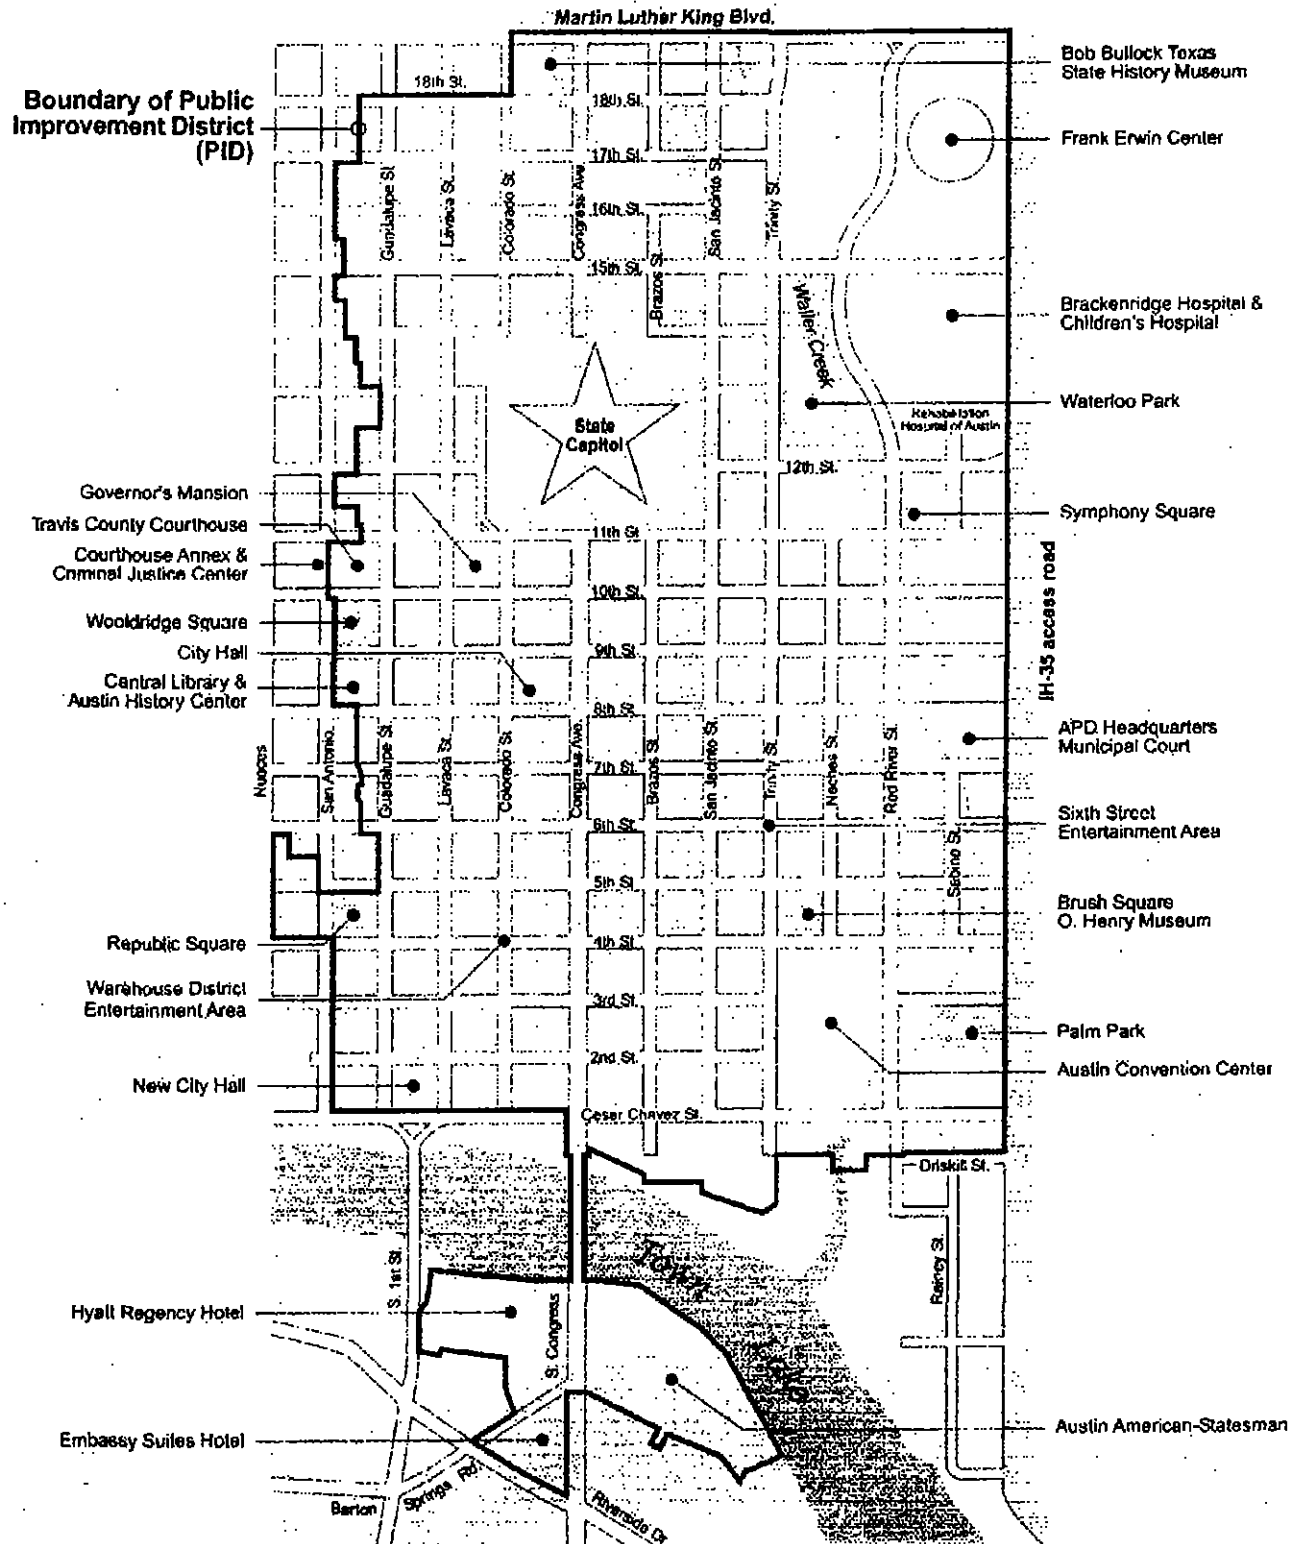 Martin Luther King Blvd.
Bob Bullock Texas
State History Museum
18th St.
Boundary of Public
Improvement District
(PID)
18th St.
Frank Erwin Center
17th St.
Guadalupe St.
Lavaca St.
Colorado St.
Congress Ave.
16th St.
San Jacinto St.
Trinity St.
15th St.
Brazos St.
Waller Creek
Brackenridge Hospital &
Children's Hospital
Waterloo Park
Rehabilitation
Hospital of Austin
State
Capitol
12th St.
Governor's Mansion
Symphony Square
Travis County Courthouse
11th St.
Courthouse Annex &
Criminal Justice Center
10th St.
IH-35 access road
Wooldridge Square
City Hall
9th St.
Central Library &
Austin History Center
8th St.
APD Headquarters
Municipal Court
Nueces
San Antonio
Guadalupe St.
Lavaca St.
Colorado St.
Congress Ave.
Brazos St.
San Jacinto St.
Trinity St.
Neches St.
Red River St.
7th St.
6th St.
Sixth Street
Entertainment Area
Sabine St.
5th St.
Brush Square
O. Henry Museum
Republic Square
4th St.
Warehouse District
Entertainment Area
3rd St.
Palm Park
2nd St.
Austin Convention Center
New City Hall
Cesar Chavez St.
Driskill St.
Town
Lake
S. 1st St.
Rainey St.
Hyatt Regency Hotel
S. Congress
Austin American-Statesman
Embassy Suites Hotel
Barton Springs Rd.
Riverside Dr